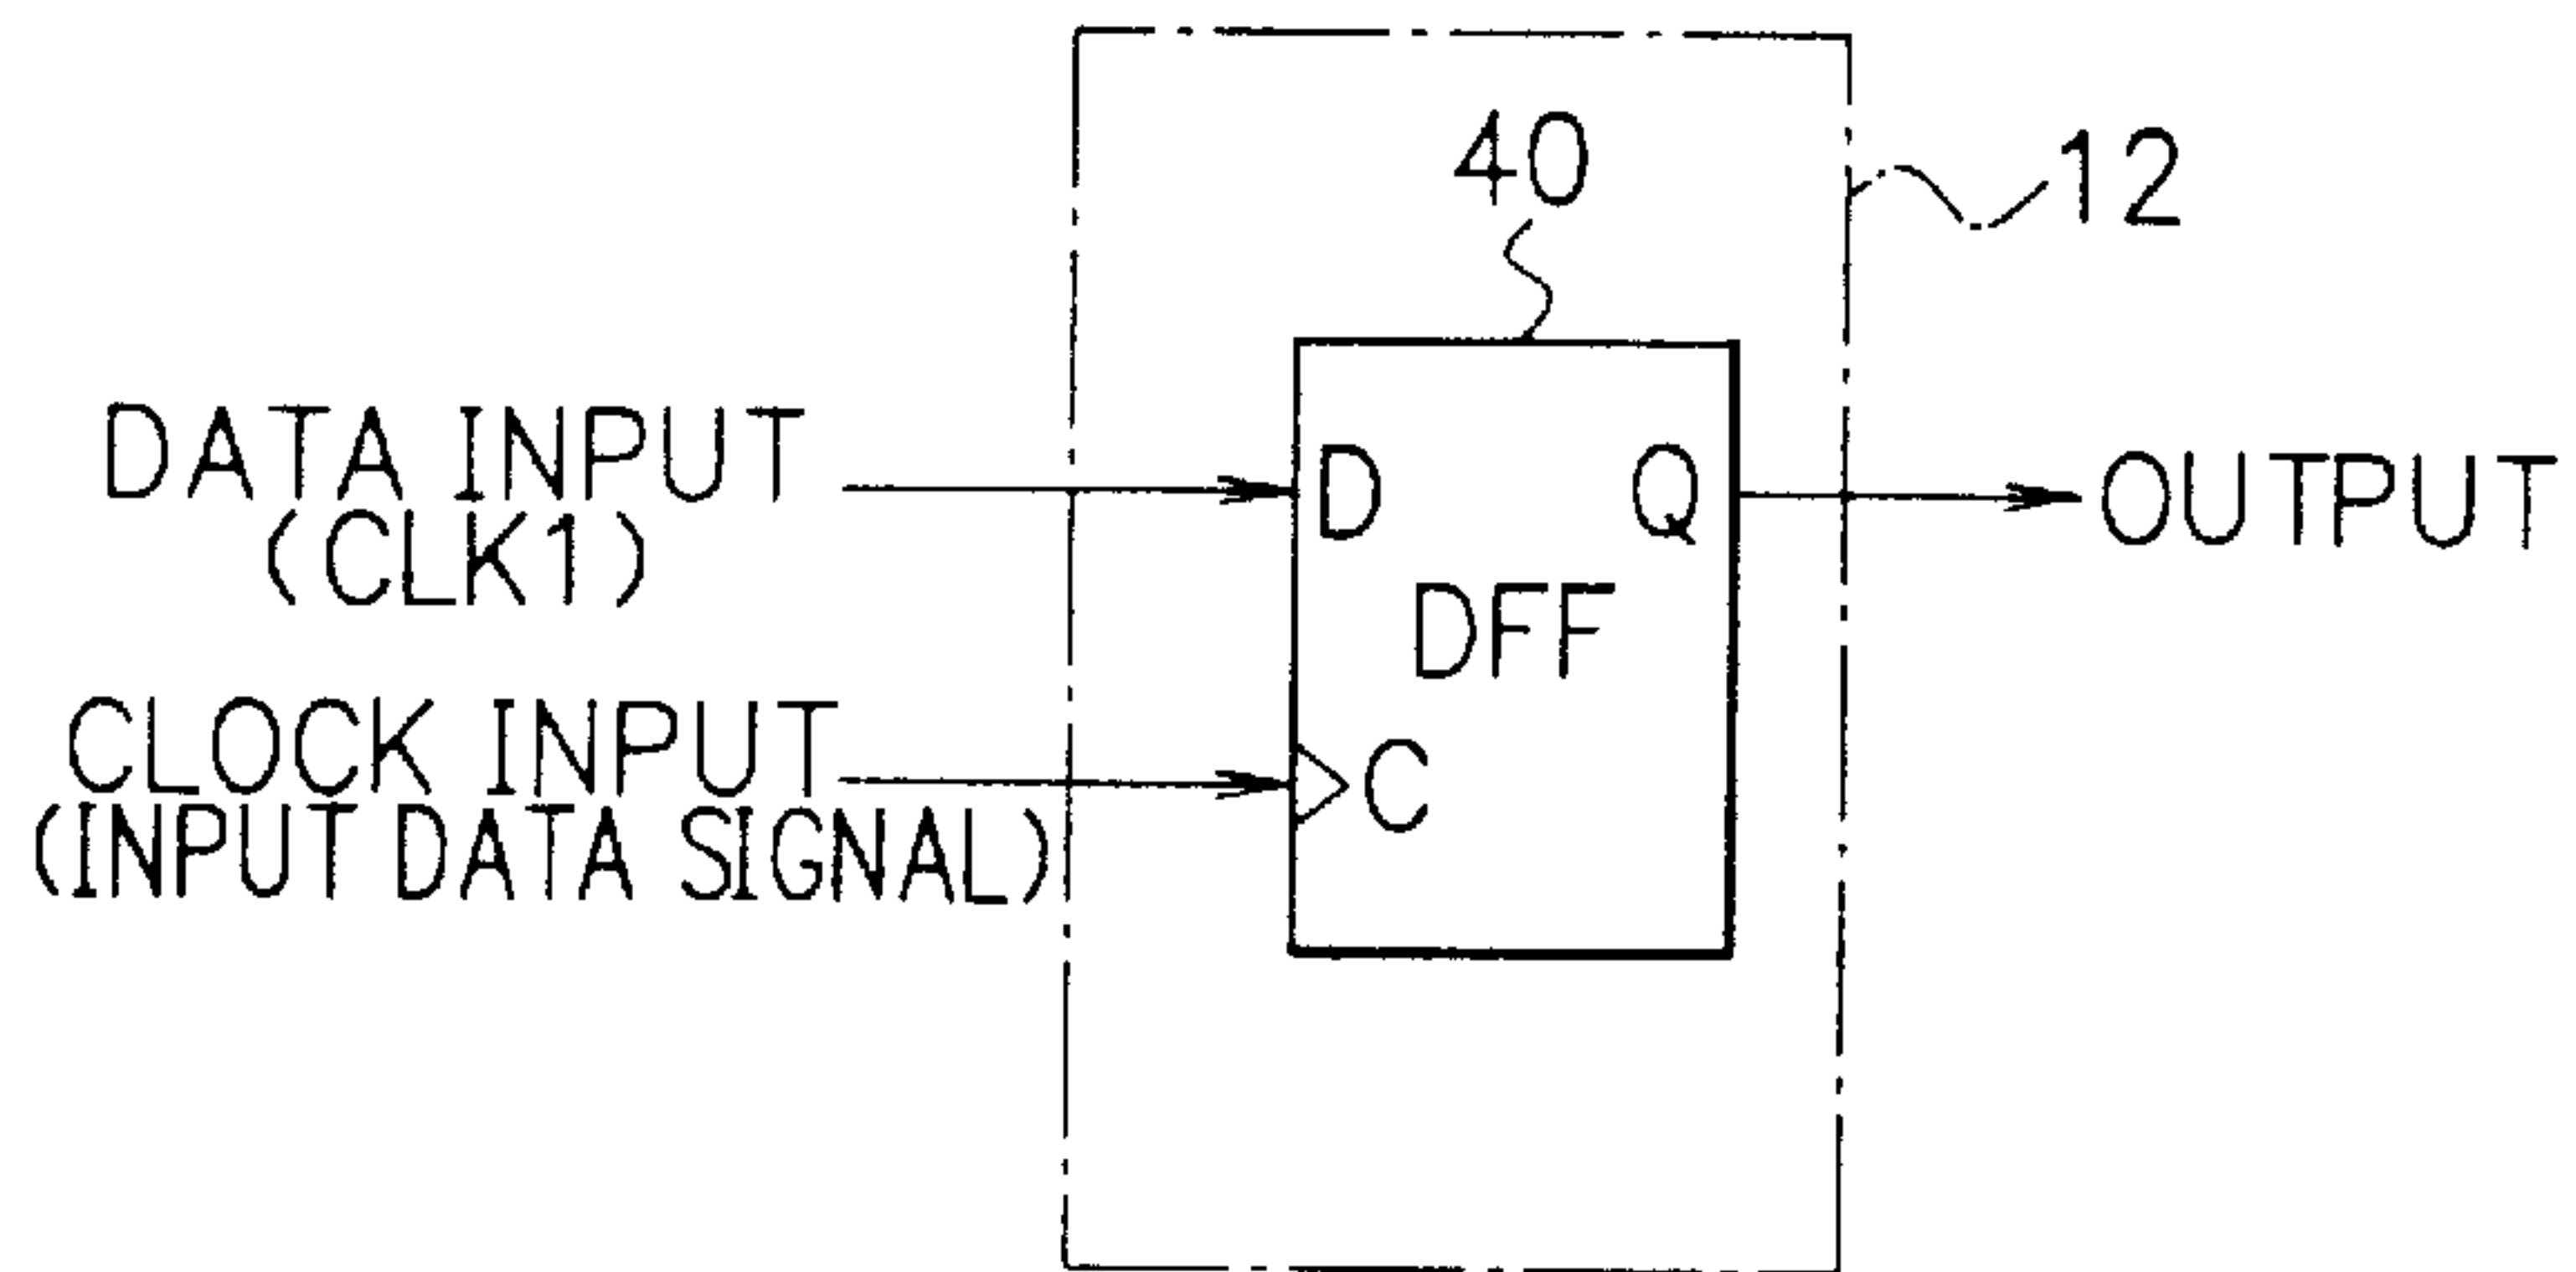 40
12
DATA INPUT
(CLK1)
D
Q
OUTPUT
DFF
CLOCK INPUT
(INPUT DATA SIGNAL)
C